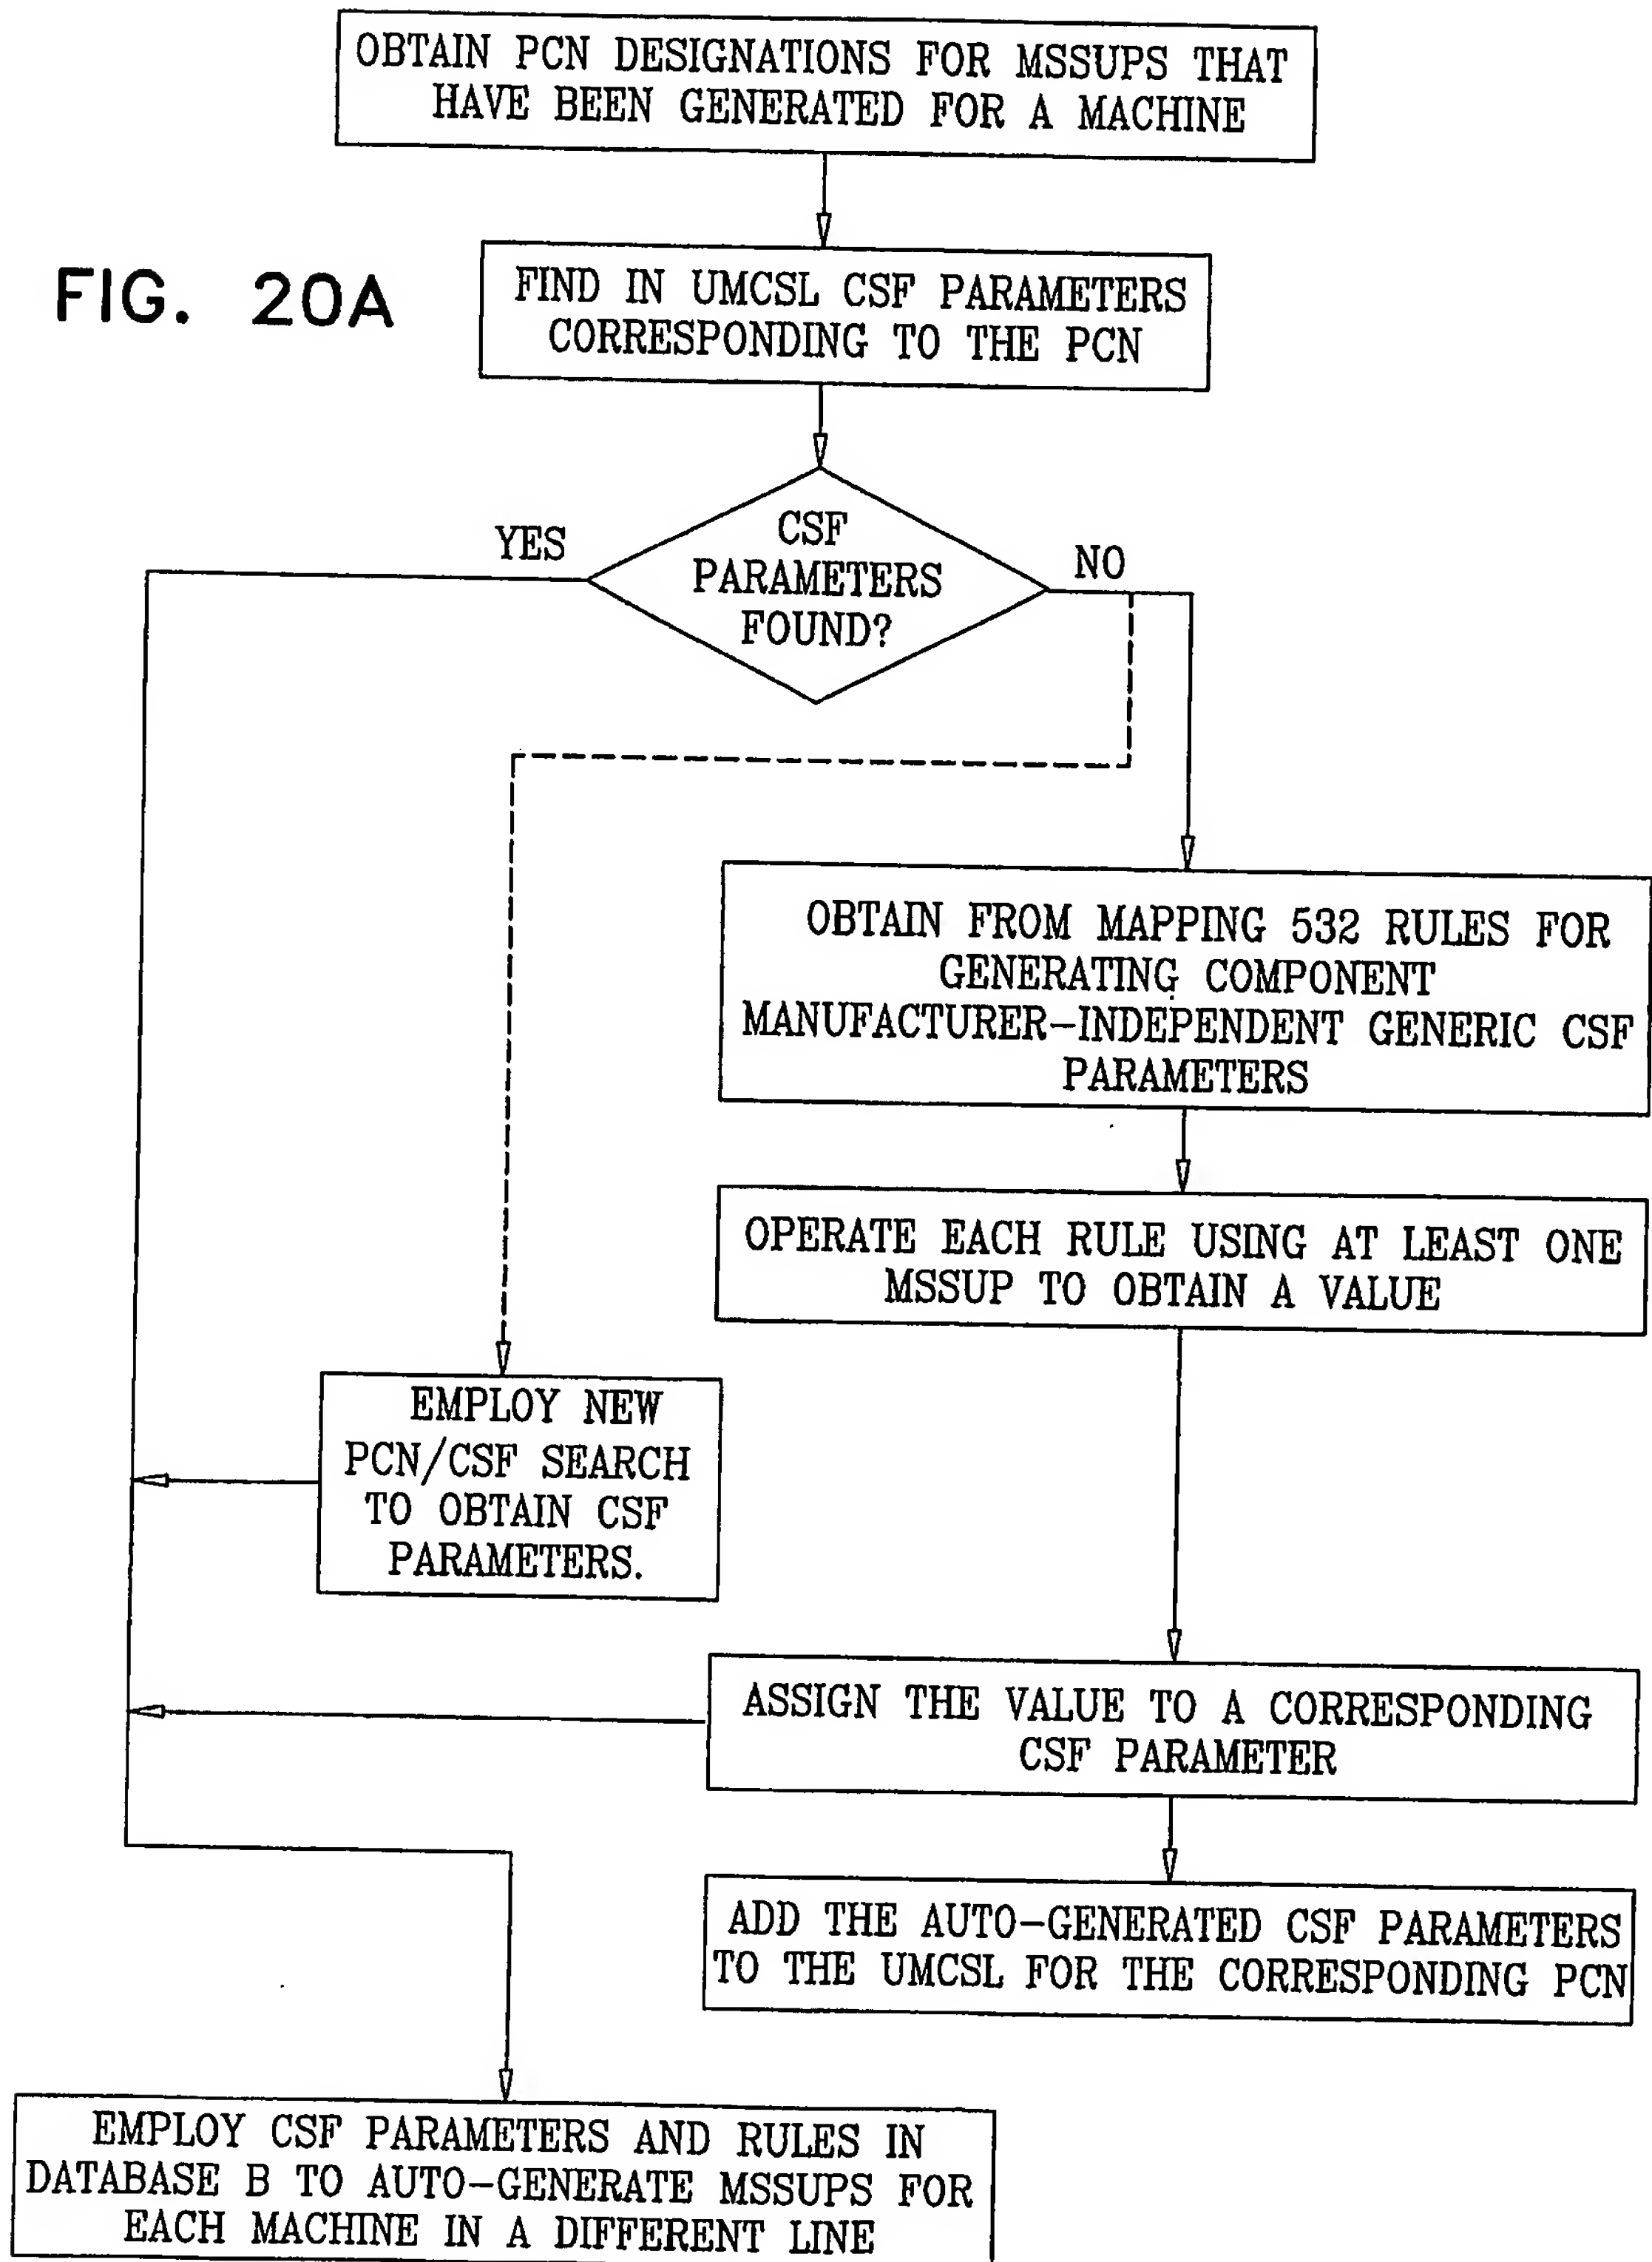 OBTAIN PCN DESIGNATIONS FOR MSSUPS THAT
HAVE BEEN GENERATED FOR A MACHINE
FIG. 20A
FIND IN UMCSL CSF PARAMETERS
CORRESPONDING TO THE PCN
CSF
PARAMETERS
FOUND?
YES
NO
OBTAIN FROM MAPPING 532 RULES FOR
GENERATING COMPONENT
MANUFACTURER-INDEPENDENT GENERIC CSF
PARAMETERS
OPERATE EACH RULE USING AT LEAST ONE
MSSUP TO OBTAIN A VALUE
EMPLOY NEW
PCN/CSF SEARCH
TO OBTAIN CSF
PARAMETERS.
ASSIGN THE VALUE TO A CORRESPONDING
CSF PARAMETER
ADD THE AUTO-GENERATED CSF PARAMETERS
TO THE UMCSL FOR THE CORRESPONDING PCN
EMPLOY CSF PARAMETERS AND RULES IN
DATABASE B TO AUTO-GENERATE MSSUPS FOR
EACH MACHINE IN A DIFFERENT LINE